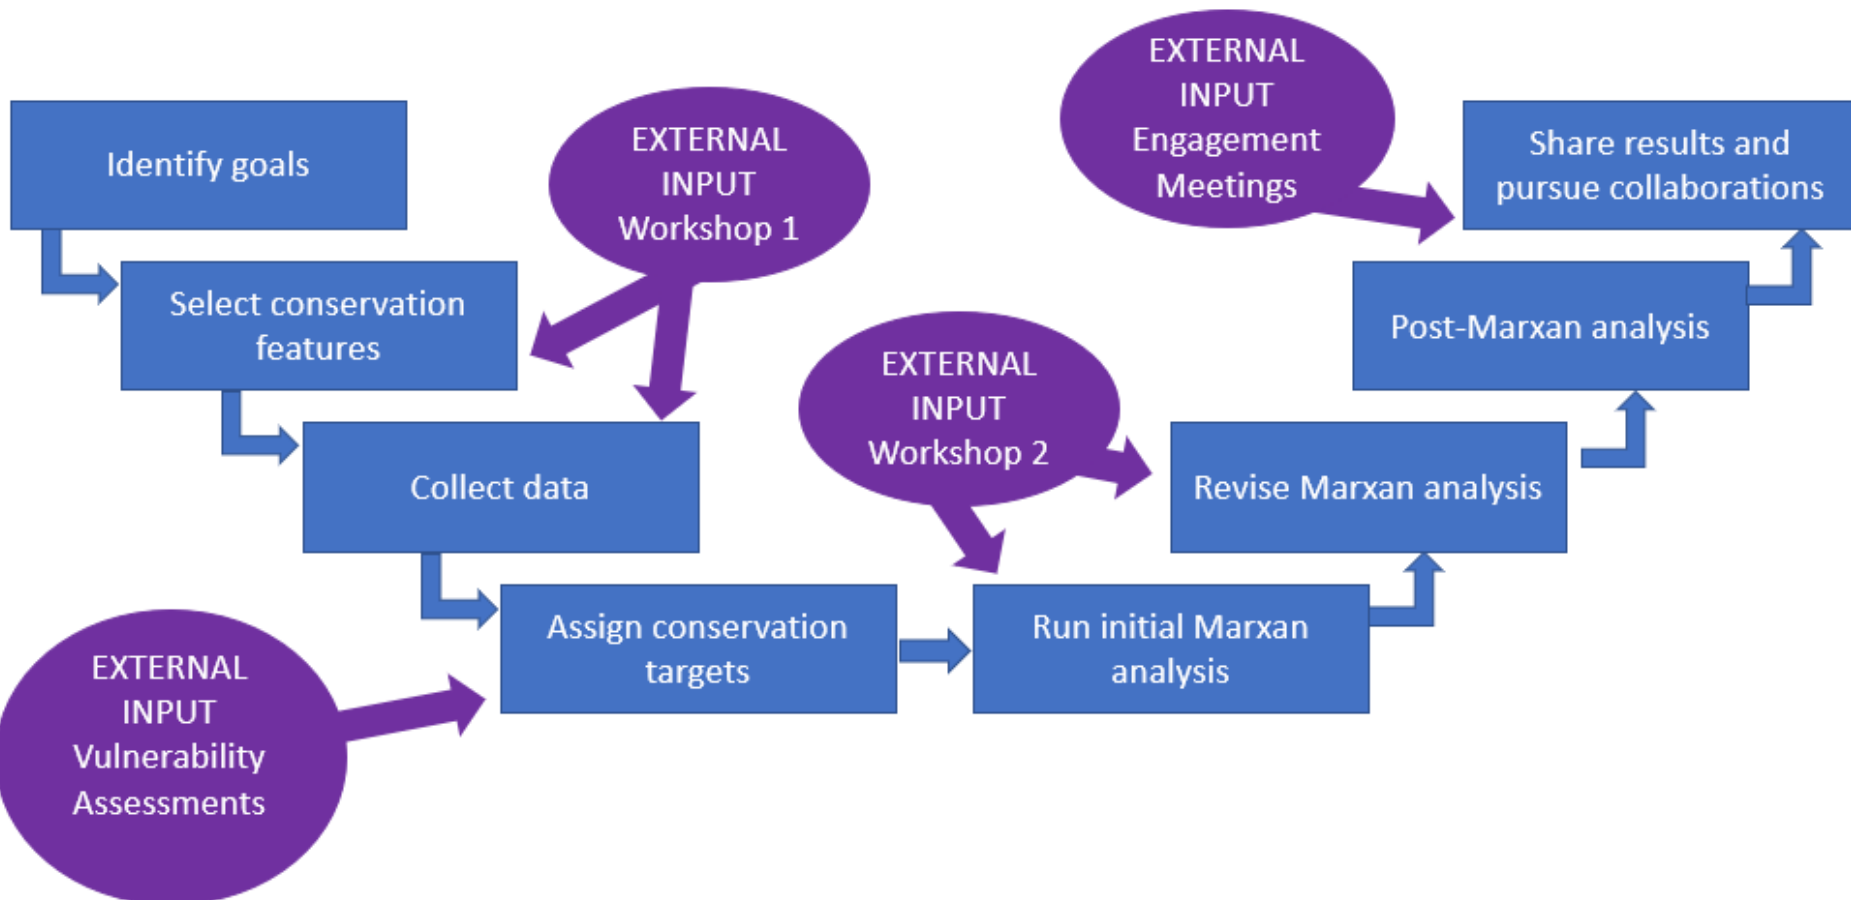 Identify goals
EXTERNAL
INPUT
Workshop 1
EXTERNAL
INPUT
Engagement
Meetings
Share results and
pursue collaborations
Select conservation
features
Post-Marxan analysis
EXTERNAL
INPUT
Workshop 2
Collect data
Revise Marxan analysis
EXTERNAL
INPUT
Vulnerability
Assessments
Assign conservation
targets
Run initial Marxan
analysis